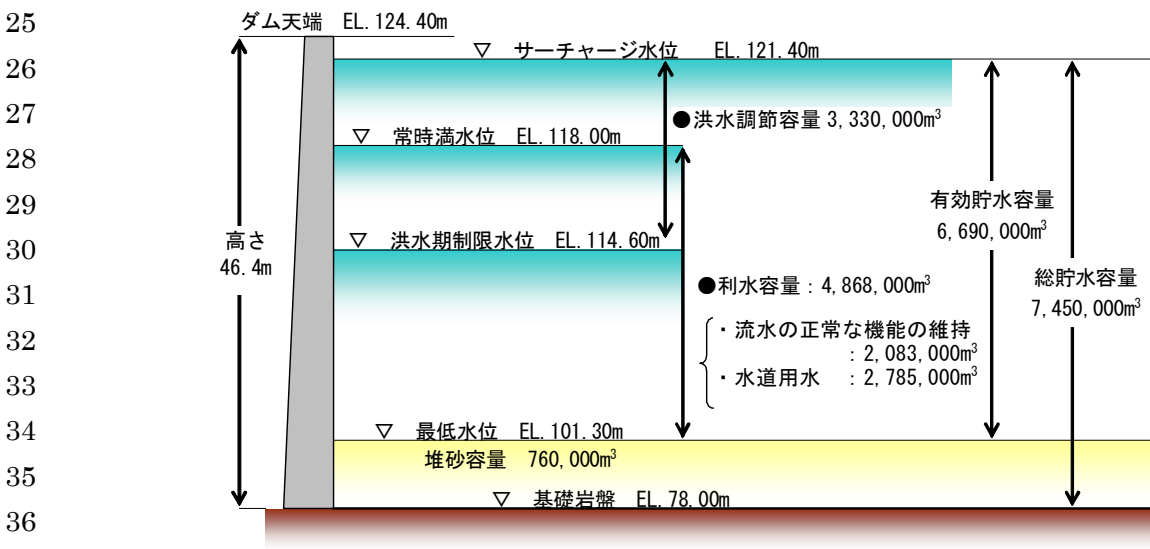 25
ダム天端 EL.124.40m
▽ サーチャージ水位 EL.121.40m
26
27
●洪水調節容量 3,330,000m³
▽ 常時満水位 EL.118.00m
28
29
有効貯水容量
6,690,000m³
高さ
46.4m
30
▽ 洪水期制限水位 EL.114.60m
総貯水容量
7,450,000m³
31
●利水容量：4,868,000m³
32
・流水の正常な機能の維持
：2,083,000m³
33
・水道用水 ：2,785,000m³
34
▽ 最低水位 EL.101.30m
堆砂容量 760,000m³
35
▽ 基礎岩盤 EL.78.00m
36